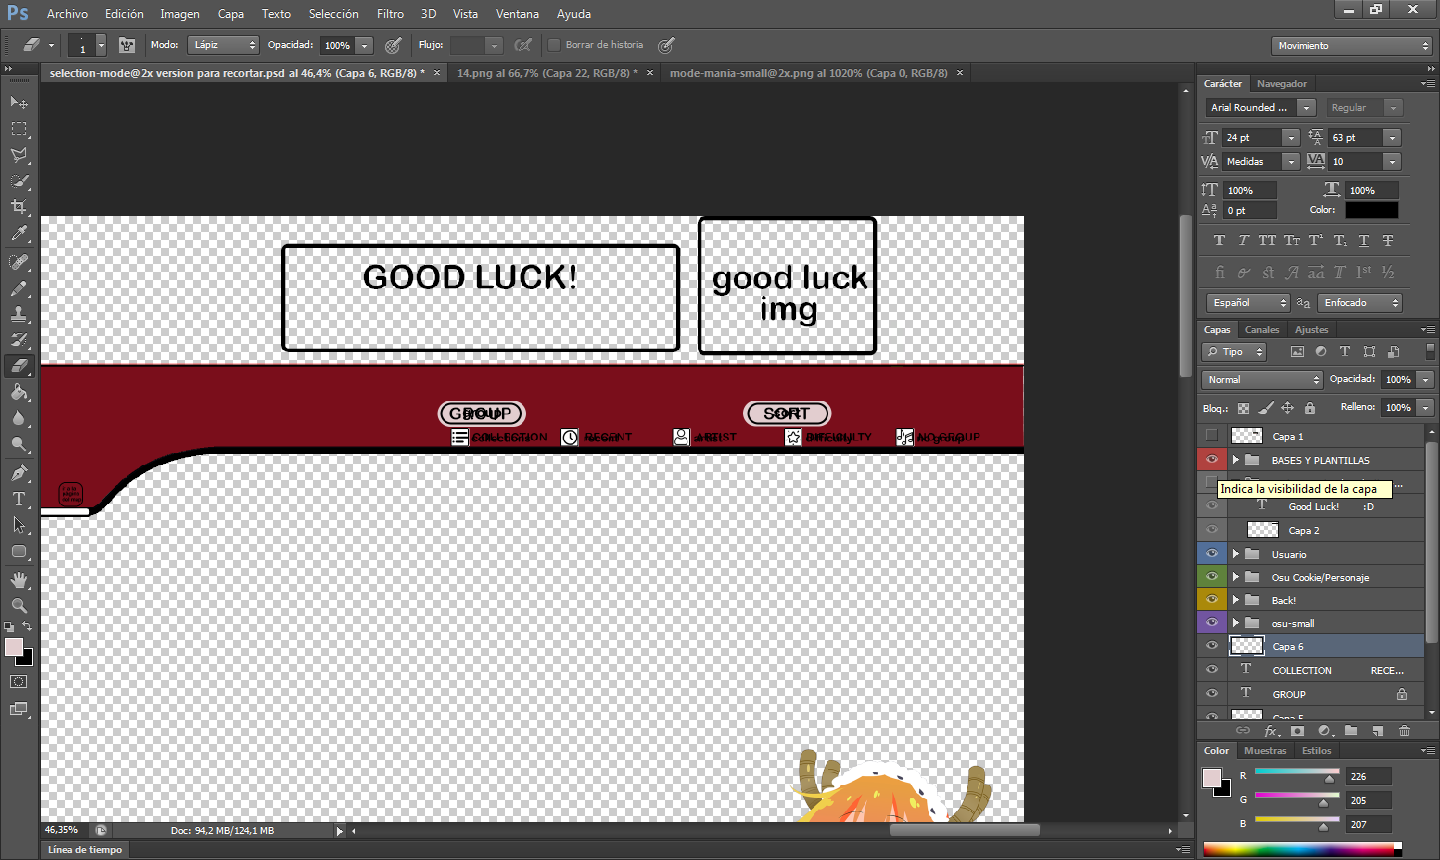 Ps Archivo Edición Imagen Capa Texto Selección Filtro 3D Vista Ventana Ayuda
1 Modo: Lápiz Opacidad: 100% Flujo: Borrar de historia Movimiento
selection-mode@2x version para recortar.psd al 46,4% (Capa 6, RGB/8) * × 14.png al 66,7% (Capa 22, RGB/8) * × mode-mania-small@2x.png al 1020% (Capa 0, RGB/8) ×
GOOD LUCK!
good luck
img
GROUP SORT
COLLECTION RECENT ARTIST DIFFICULTY NO GROUP
46,35% Doc: 94,2 MB/124,1 MB
Línea de tiempo
Carácter Navegador
Arial Rounded ... Regular
24 pt 63 pt
Medidas 10
100% 100%
0 pt Color:
Español aa Enfocado
Capas Canales Ajustes
Tipo
Normal Opacidad: 100%
Bloq.: Relleno: 100%
Capa 1
BASES Y PLANTILLAS
...
Indica la visibilidad de la capa
Good Luck! :D
Capa 2
Usuario
Osu Cookie/Personaje
Back!
osu-small
Capa 6
COLLECTION RECE...
GROUP
Capa 5
Color Muestras Estilos
R 226
G 205
B 207